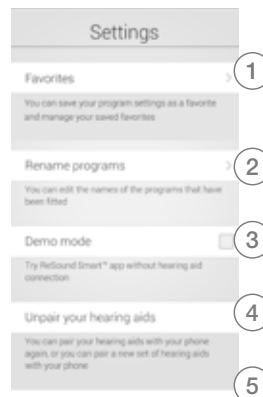 Settings
Favorites
1
You can save your program settings as a favorite
and manage your saved favorites
Rename programs
2
You can edit the names of the programs that have
been fitted
Demo mode
3
Try ReSound Smart™ app without hearing aid
connection
Unpair your hearing aids
4
You can pair your hearing aids with your phone
again, or you can pair a new set of hearing aids
with your phone
5